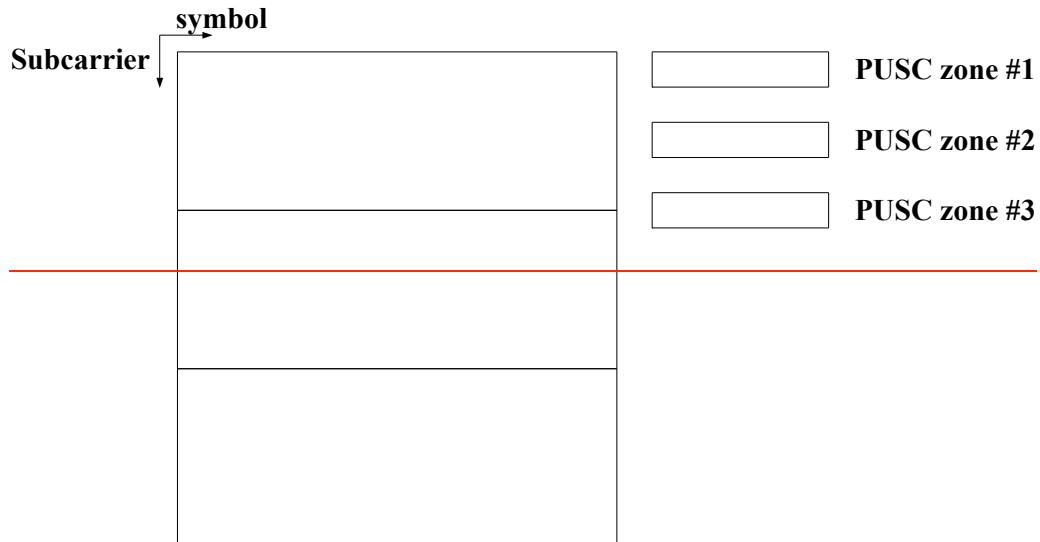 symbol
Subcarrier
PUSC zone #1
PUSC zone #2
PUSC zone #3